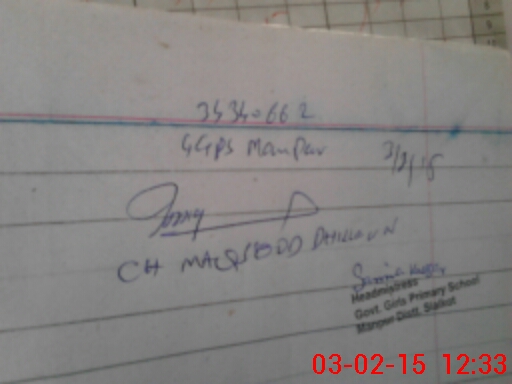 34340662
GGPS Manpur
3/2/15
CH MAQSOOD DHILLON
Headmistress
Govt. Girls Primary School
Manpur Distt. Sialkot
03-02-15 12:33